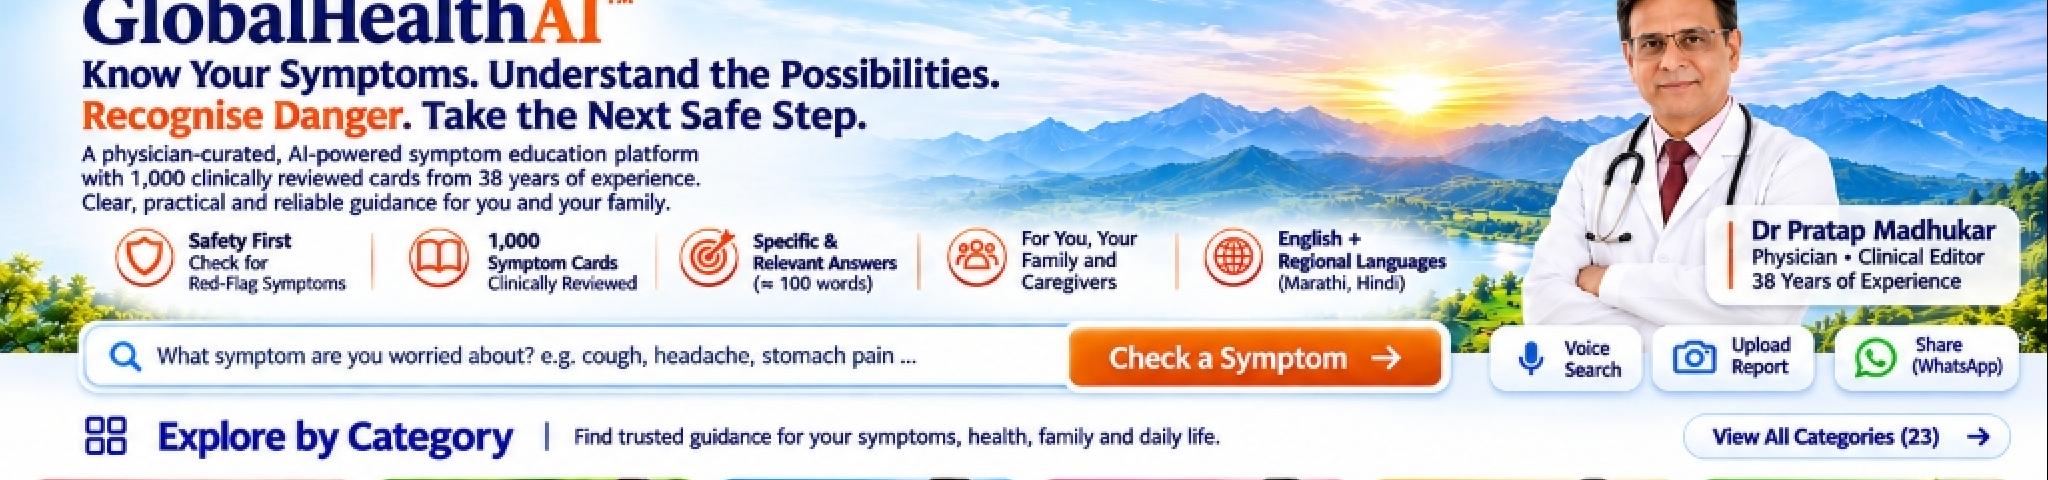 GlobalHealthAI™
Know Your Symptoms. Understand the Possibilities.
Recognise Danger. Take the Next Safe Step.
A physician-curated, AI-powered symptom education platform
with 1,000 clinically reviewed cards from 38 years of experience.
Clear, practical and reliable guidance for you and your family.
Safety First
Check for
Red-Flag Symptoms
1,000
Symptom Cards
Clinically Reviewed
Specific &
Relevant Answers
(≈ 100 words)
For You, Your
Family and
Caregivers
English +
Regional Languages
(Marathi, Hindi)
Dr Pratap Madhukar
Physician • Clinical Editor
38 Years of Experience
What symptom are you worried about? e.g. cough, headache, stomach pain ...
Check a Symptom →
Voice
Search
Upload
Report
Share
(WhatsApp)
Explore by Category | Find trusted guidance for your symptoms, health, family and daily life.
View All Categories (23) →